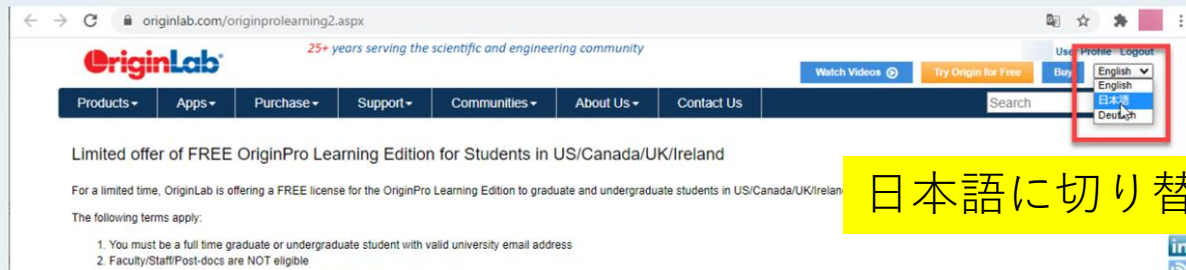 originlab.com/originprolearning2.aspx
25+ years serving the scientific and engineering community
OriginLab
User Profile Logout
Watch Videos
Try Origin for Free
Buy
English
English
日本語
Deutsch
Products
Apps
Purchase
Support
Communities
About Us
Contact Us
Search
Limited offer of FREE OriginPro Learning Edition for Students in US/Canada/UK/Ireland
For a limited time, OriginLab is offering a FREE license for the OriginPro Learning Edition to graduate and undergraduate students in US/Canada/UK/Ireland
日本語に切り替
The following terms apply:
1. You must be a full time graduate or undergraduate student with valid university email address
2. Faculty/Staff/Post-docs are NOT eligible
in